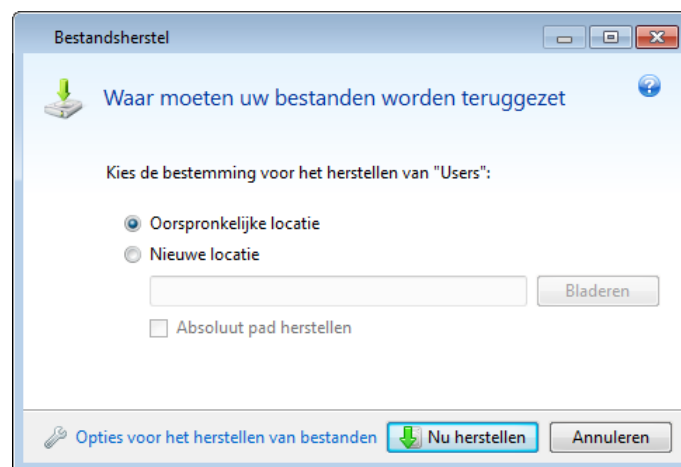 Bestandsherstel
Waar moeten uw bestanden worden teruggezet
Kies de bestemming voor het herstellen van "Users":
Oorspronkelijke locatie
Nieuwe locatie
Bladeren
Absoluut pad herstellen
Opties voor het herstellen van bestanden Nu herstellen Annuleren